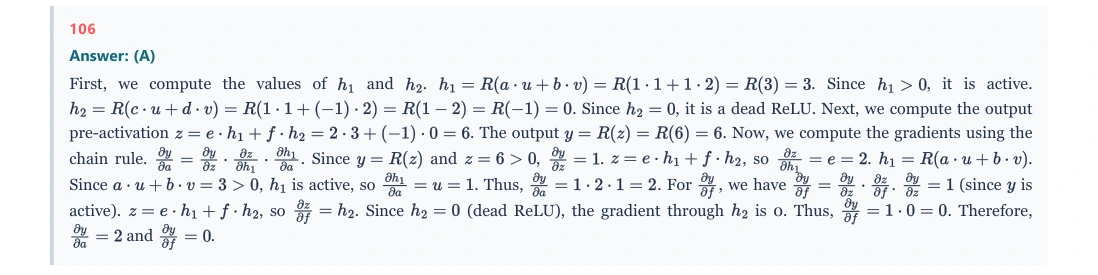 106
Answer: (A)
First, we compute the values of h₁ and h₂. h₁ = R(a · u + b · v) = R(1 · 1 + 1 · 2) = R(3) = 3. Since h₁ > 0, it is active.
h₂ = R(c · u + d · v) = R(1 · 1 + (−1) · 2) = R(1 − 2) = R(−1) = 0. Since h₂ = 0, it is a dead ReLU. Next, we compute the output
pre-activation z = e · h₁ + f · h₂ = 2 · 3 + (−1) · 0 = 6. The output y = R(z) = R(6) = 6. Now, we compute the gradients using the
chain rule. ∂y/∂a = ∂y/∂z · ∂z/∂h₁ · ∂h₁/∂a. Since y = R(z) and z = 6 > 0, ∂y/∂z = 1. z = e · h₁ + f · h₂, so ∂z/∂h₁ = e = 2. h₁ = R(a · u + b · v).
Since a · u + b · v = 3 > 0, h₁ is active, so ∂h₁/∂a = u = 1. Thus, ∂y/∂a = 1 · 2 · 1 = 2. For ∂y/∂f, we have ∂y/∂f = ∂y/∂z · ∂z/∂f. ∂y/∂z = 1 (since y is
active). z = e · h₁ + f · h₂, so ∂z/∂f = h₂. Since h₂ = 0 (dead ReLU), the gradient through h₂ is 0. Thus, ∂y/∂f = 1 · 0 = 0. Therefore,
∂y/∂a = 2 and ∂y/∂f = 0.